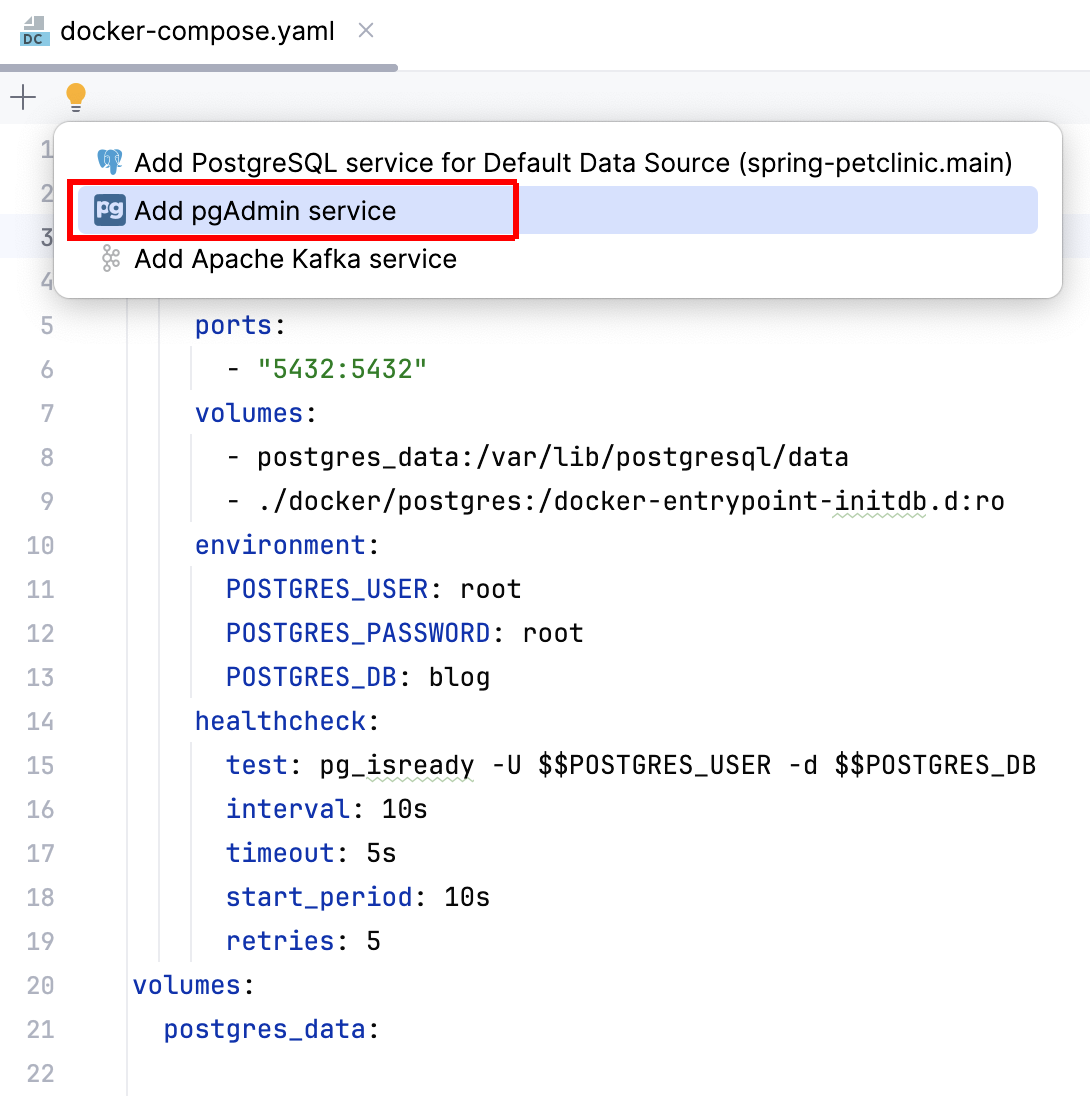 DC docker-compose.yaml
1
Add PostgreSQL service for Default Data Source (spring-petclinic.main)
2
pg Add pgAdmin service
3
Add Apache Kafka service
4
5 ports:
6 - "5432:5432"
7 volumes:
8 - postgres_data:/var/lib/postgresql/data
9 - ./docker/postgres:/docker-entrypoint-initdb.d:ro
10 environment:
11 POSTGRES_USER: root
12 POSTGRES_PASSWORD: root
13 POSTGRES_DB: blog
14 healthcheck:
15 test: pg_isready -U $$POSTGRES_USER -d $$POSTGRES_DB
16 interval: 10s
17 timeout: 5s
18 start_period: 10s
19 retries: 5
20 volumes:
21 postgres_data:
22